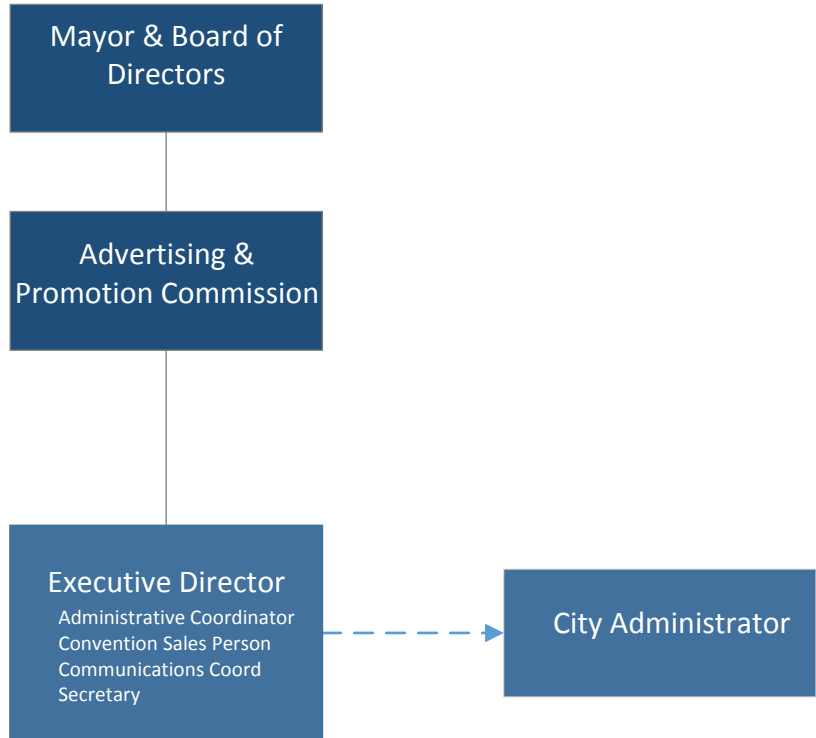 Mayor & Board of
Directors
Advertising &
Promotion Commission
Executive Director
Administrative Coordinator
Convention Sales Person
Communications Coord
Secretary
City Administrator